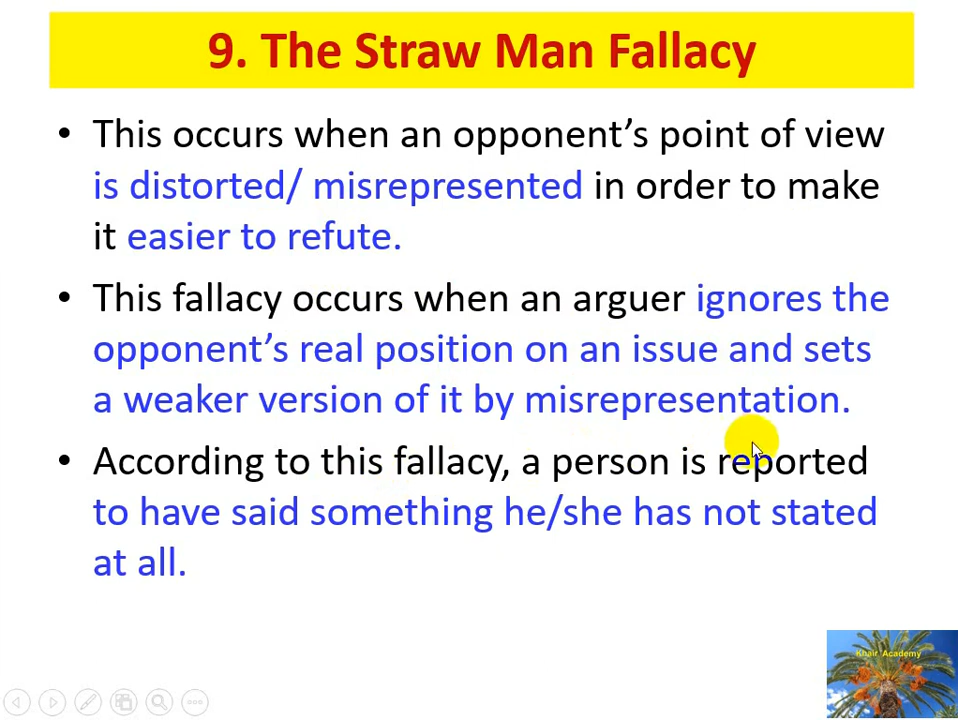 9. The Straw Man Fallacy
• This occurs when an opponent’s point of view
is distorted/ misrepresented in order to make
it easier to refute.
• This fallacy occurs when an arguer ignores the
opponent’s real position on an issue and sets
a weaker version of it by misrepresentation.
• According to this fallacy, a person is reported
to have said something he/she has not stated
at all.
Khair Academy